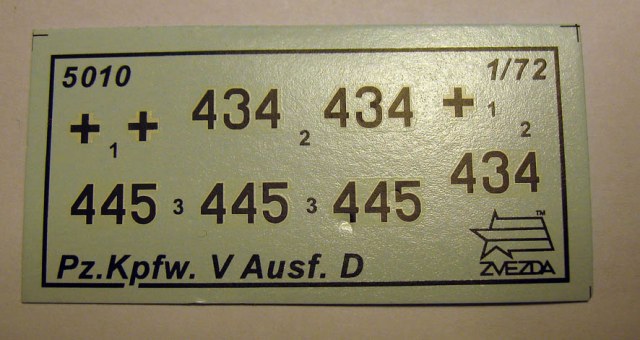 5010 1/72
+ 1 + 434 2 434 + 1
2
445 3 445 3 445 434
TM
Pz.Kpfw. V Ausf. D ZVEZDA